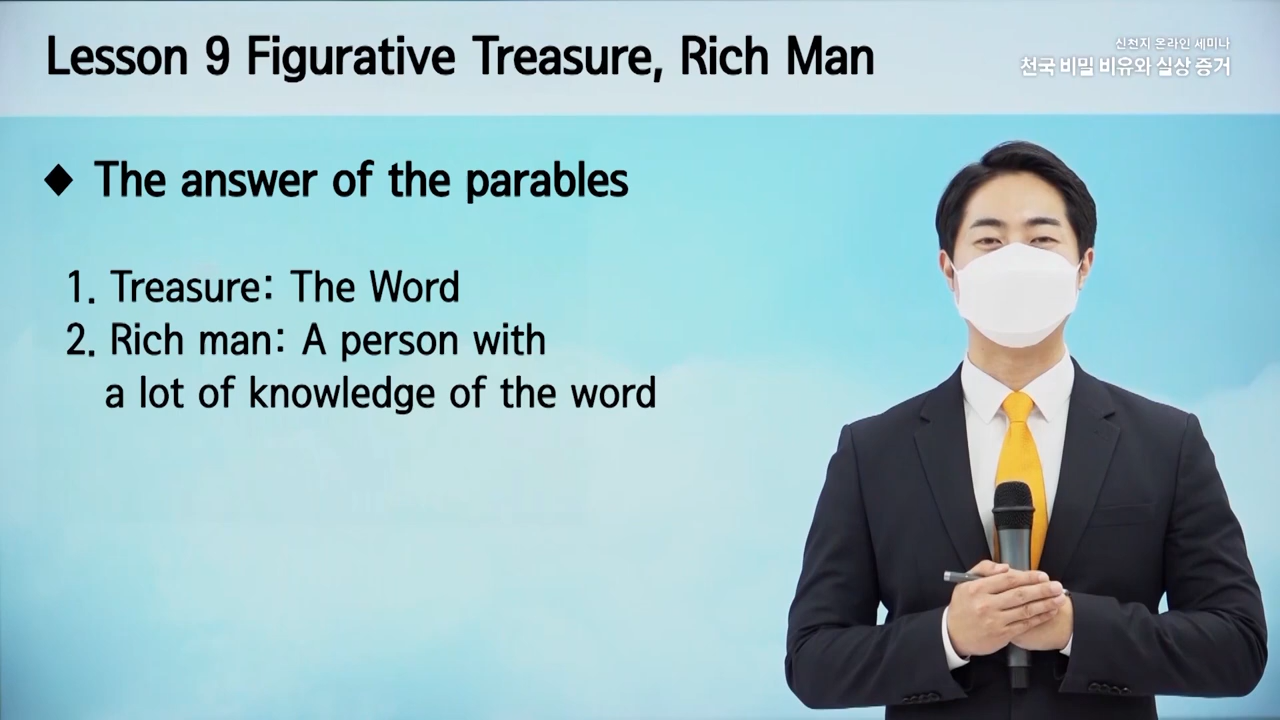 Lesson 9 Figurative Treasure, Rich Man
신천지 온라인 세미나
천국 비밀 비유와 실상 증거
◆ The answer of the parables
1. Treasure: The Word
2. Rich man: A person with
a lot of knowledge of the word